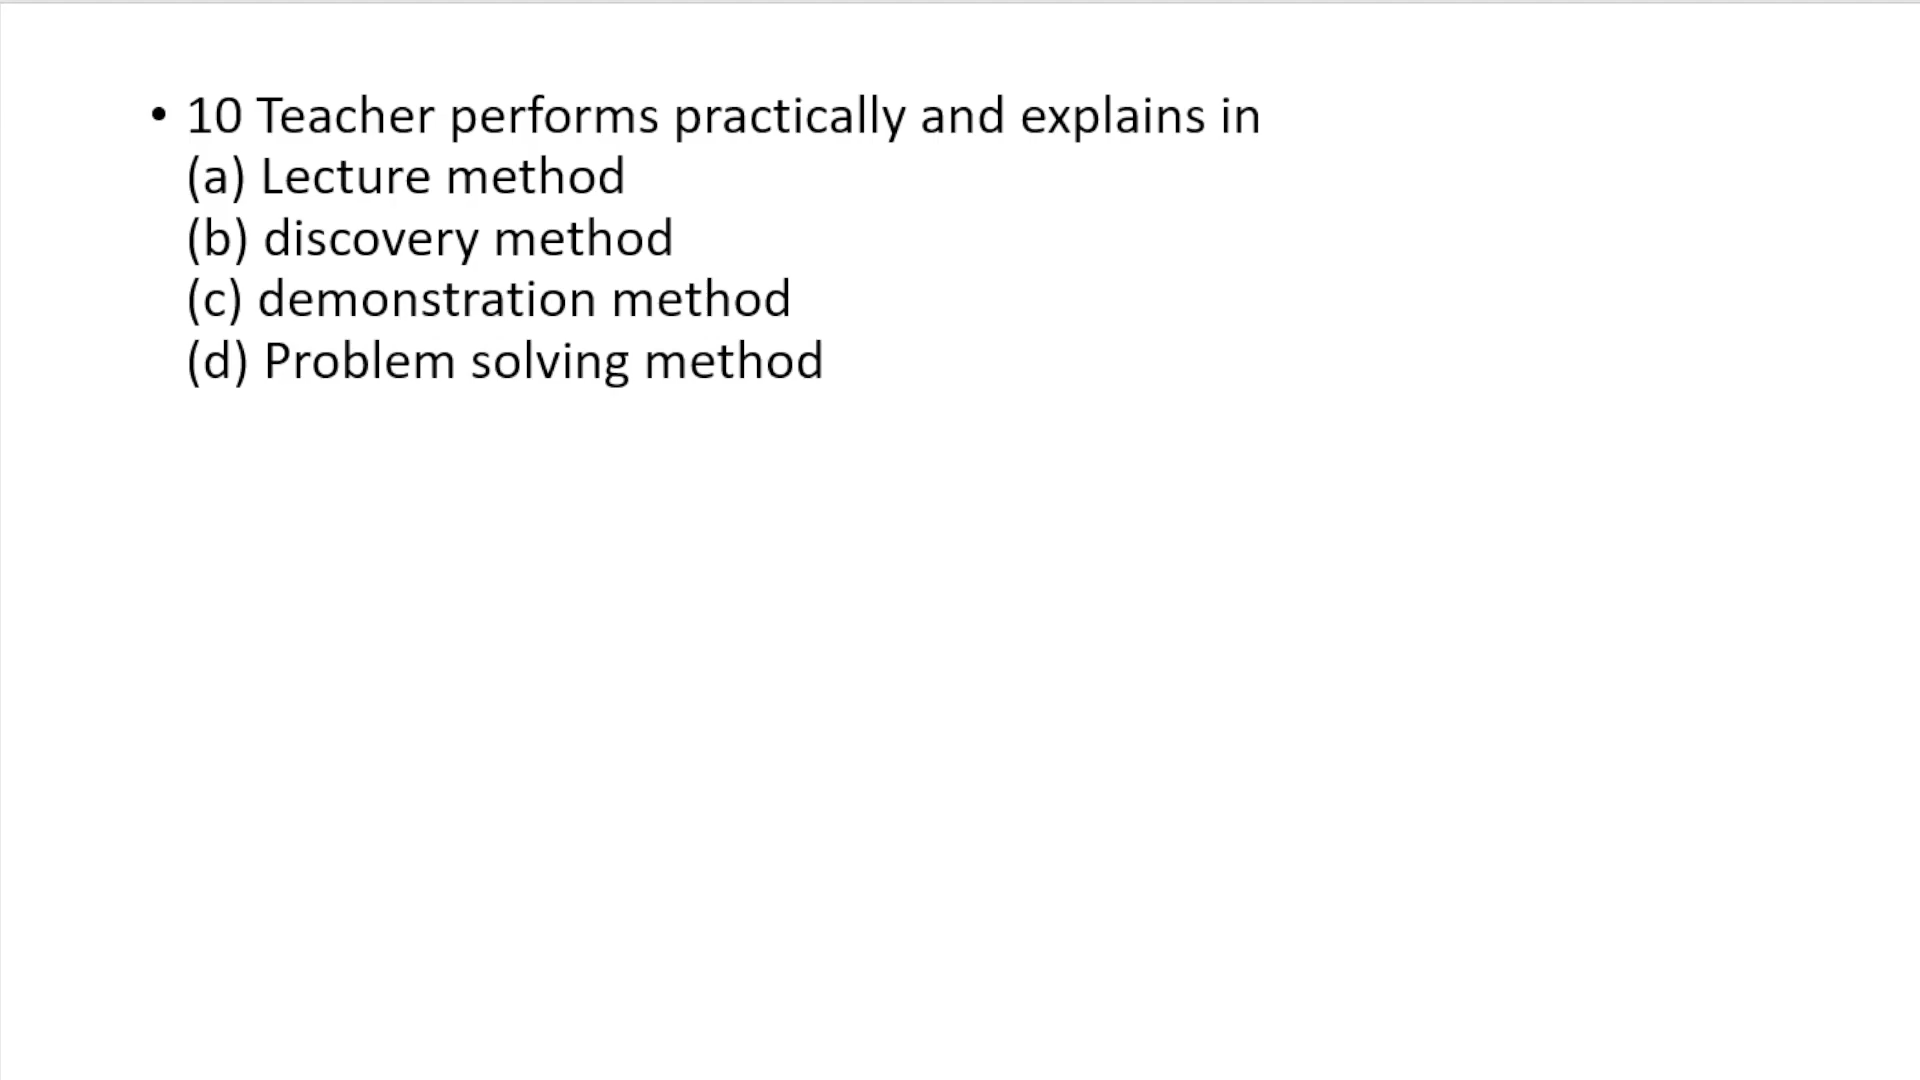 • 10 Teacher performs practically and explains in
(a) Lecture method
(b) discovery method
(c) demonstration method
(d) Problem solving method